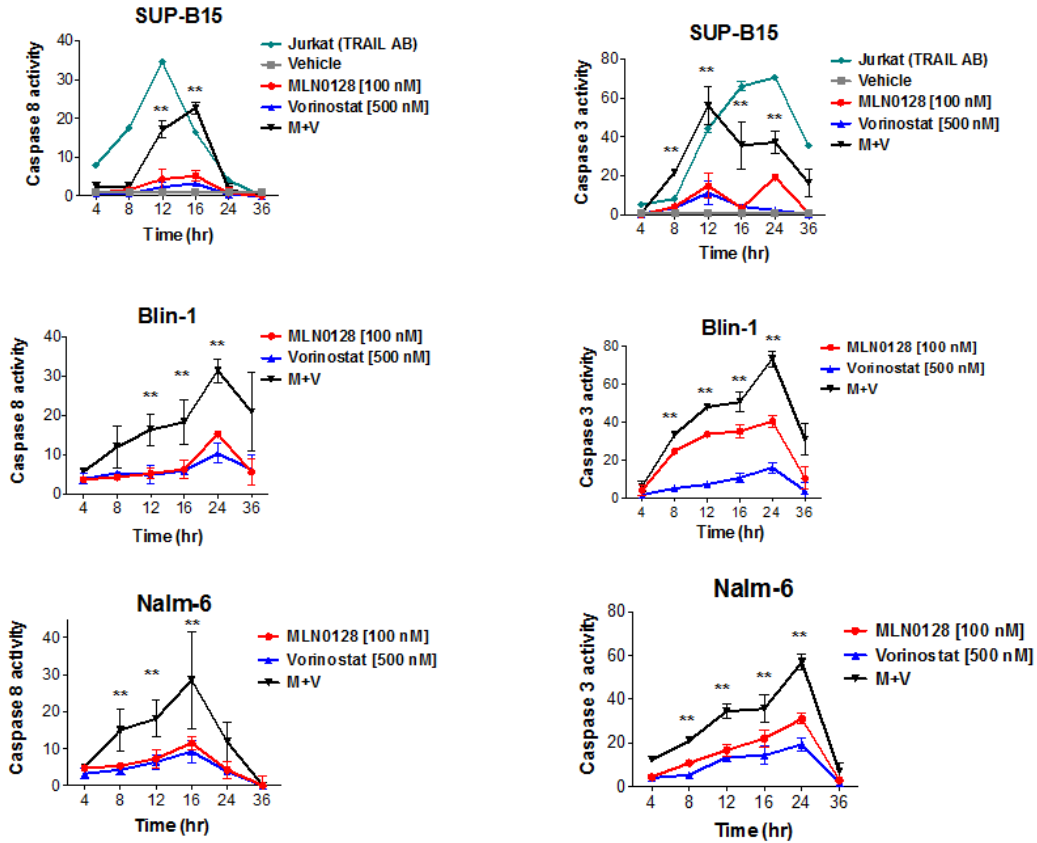 SUP-B15
Caspase 8 activity
40
30
20
10
0
** **
4 8 12 16 24 36
Time (hr)
Jurkat (TRAIL AB)
Vehicle
MLN0128 [100 nM]
Vorinostat [500 nM]
M+V
SUP-B15
Caspase 3 activity
80
60
40
20
0
** ** ** **
4 8 12 16 24 36
Time (hr)
Jurkat (TRAIL AB)
Vehicle
MLN0128 [100 nM]
Vorinostat [500 nM]
M+V
Blin-1
Caspase 8 activity
40
30
20
10
0
** ** **
4 8 12 16 24 36
Time (hr)
MLN0128 [100 nM]
Vorinostat [500 nM]
M+V
Blin-1
Caspase 3 activity
80
60
40
20
0
** ** ** **
4 8 12 16 24 36
Time (hr)
MLN0128 [100 nM]
Vorinostat [500 nM]
M+V
Nalm-6
Caspase 8 activity
40
30
20
10
0
** ** **
4 8 12 16 24 36
Time (hr)
MLN0128 [100 nM]
Vorinostat [500 nM]
M+V
Nalm-6
Caspase 3 activity
80
60
40
20
0
** ** ** **
4 8 12 16 24 36
Time (hr)
MLN0128 [100 nM]
Vorinostat [500 nM]
M+V